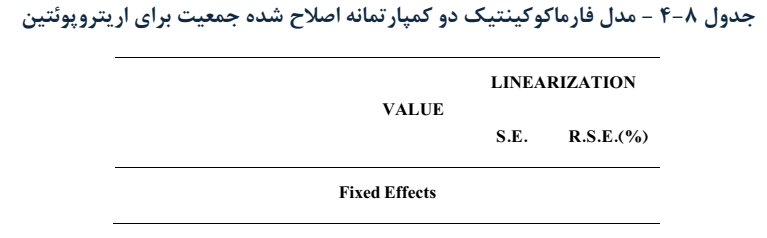 جدول ۸-۴ - مدل فارماکوکینتیک دو کمپارتمانه اصلاح شده جمعیت برای اریتروپوئتین
LINEARIZATION
VALUE
S.E. R.S.E.(%)
Fixed Effects